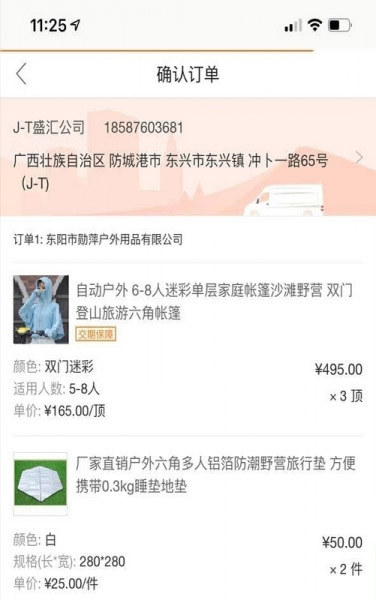 11:25
确认订单
J-T盛汇公司 18587603681
广西壮族自治区 防城港市 东兴市东兴镇 冲卜一路65号
（J-T)
订单1: 东阳市勋萍户外用品有限公司
自动户外 6-8人迷彩单层家庭帐篷沙滩野营 双门
登山旅游六角帐篷
交期保障
颜色: 双门迷彩 ¥495.00
适用人数: 5-8人 ×3 顶
单价: ¥165.00/顶
厂家直销户外六角多人铝箔防潮野营旅行垫 方便
携带0.3kg睡垫地垫
颜色: 白 ¥50.00
规格(长*宽): 280*280 ×2 件
单价: ¥25.00/件